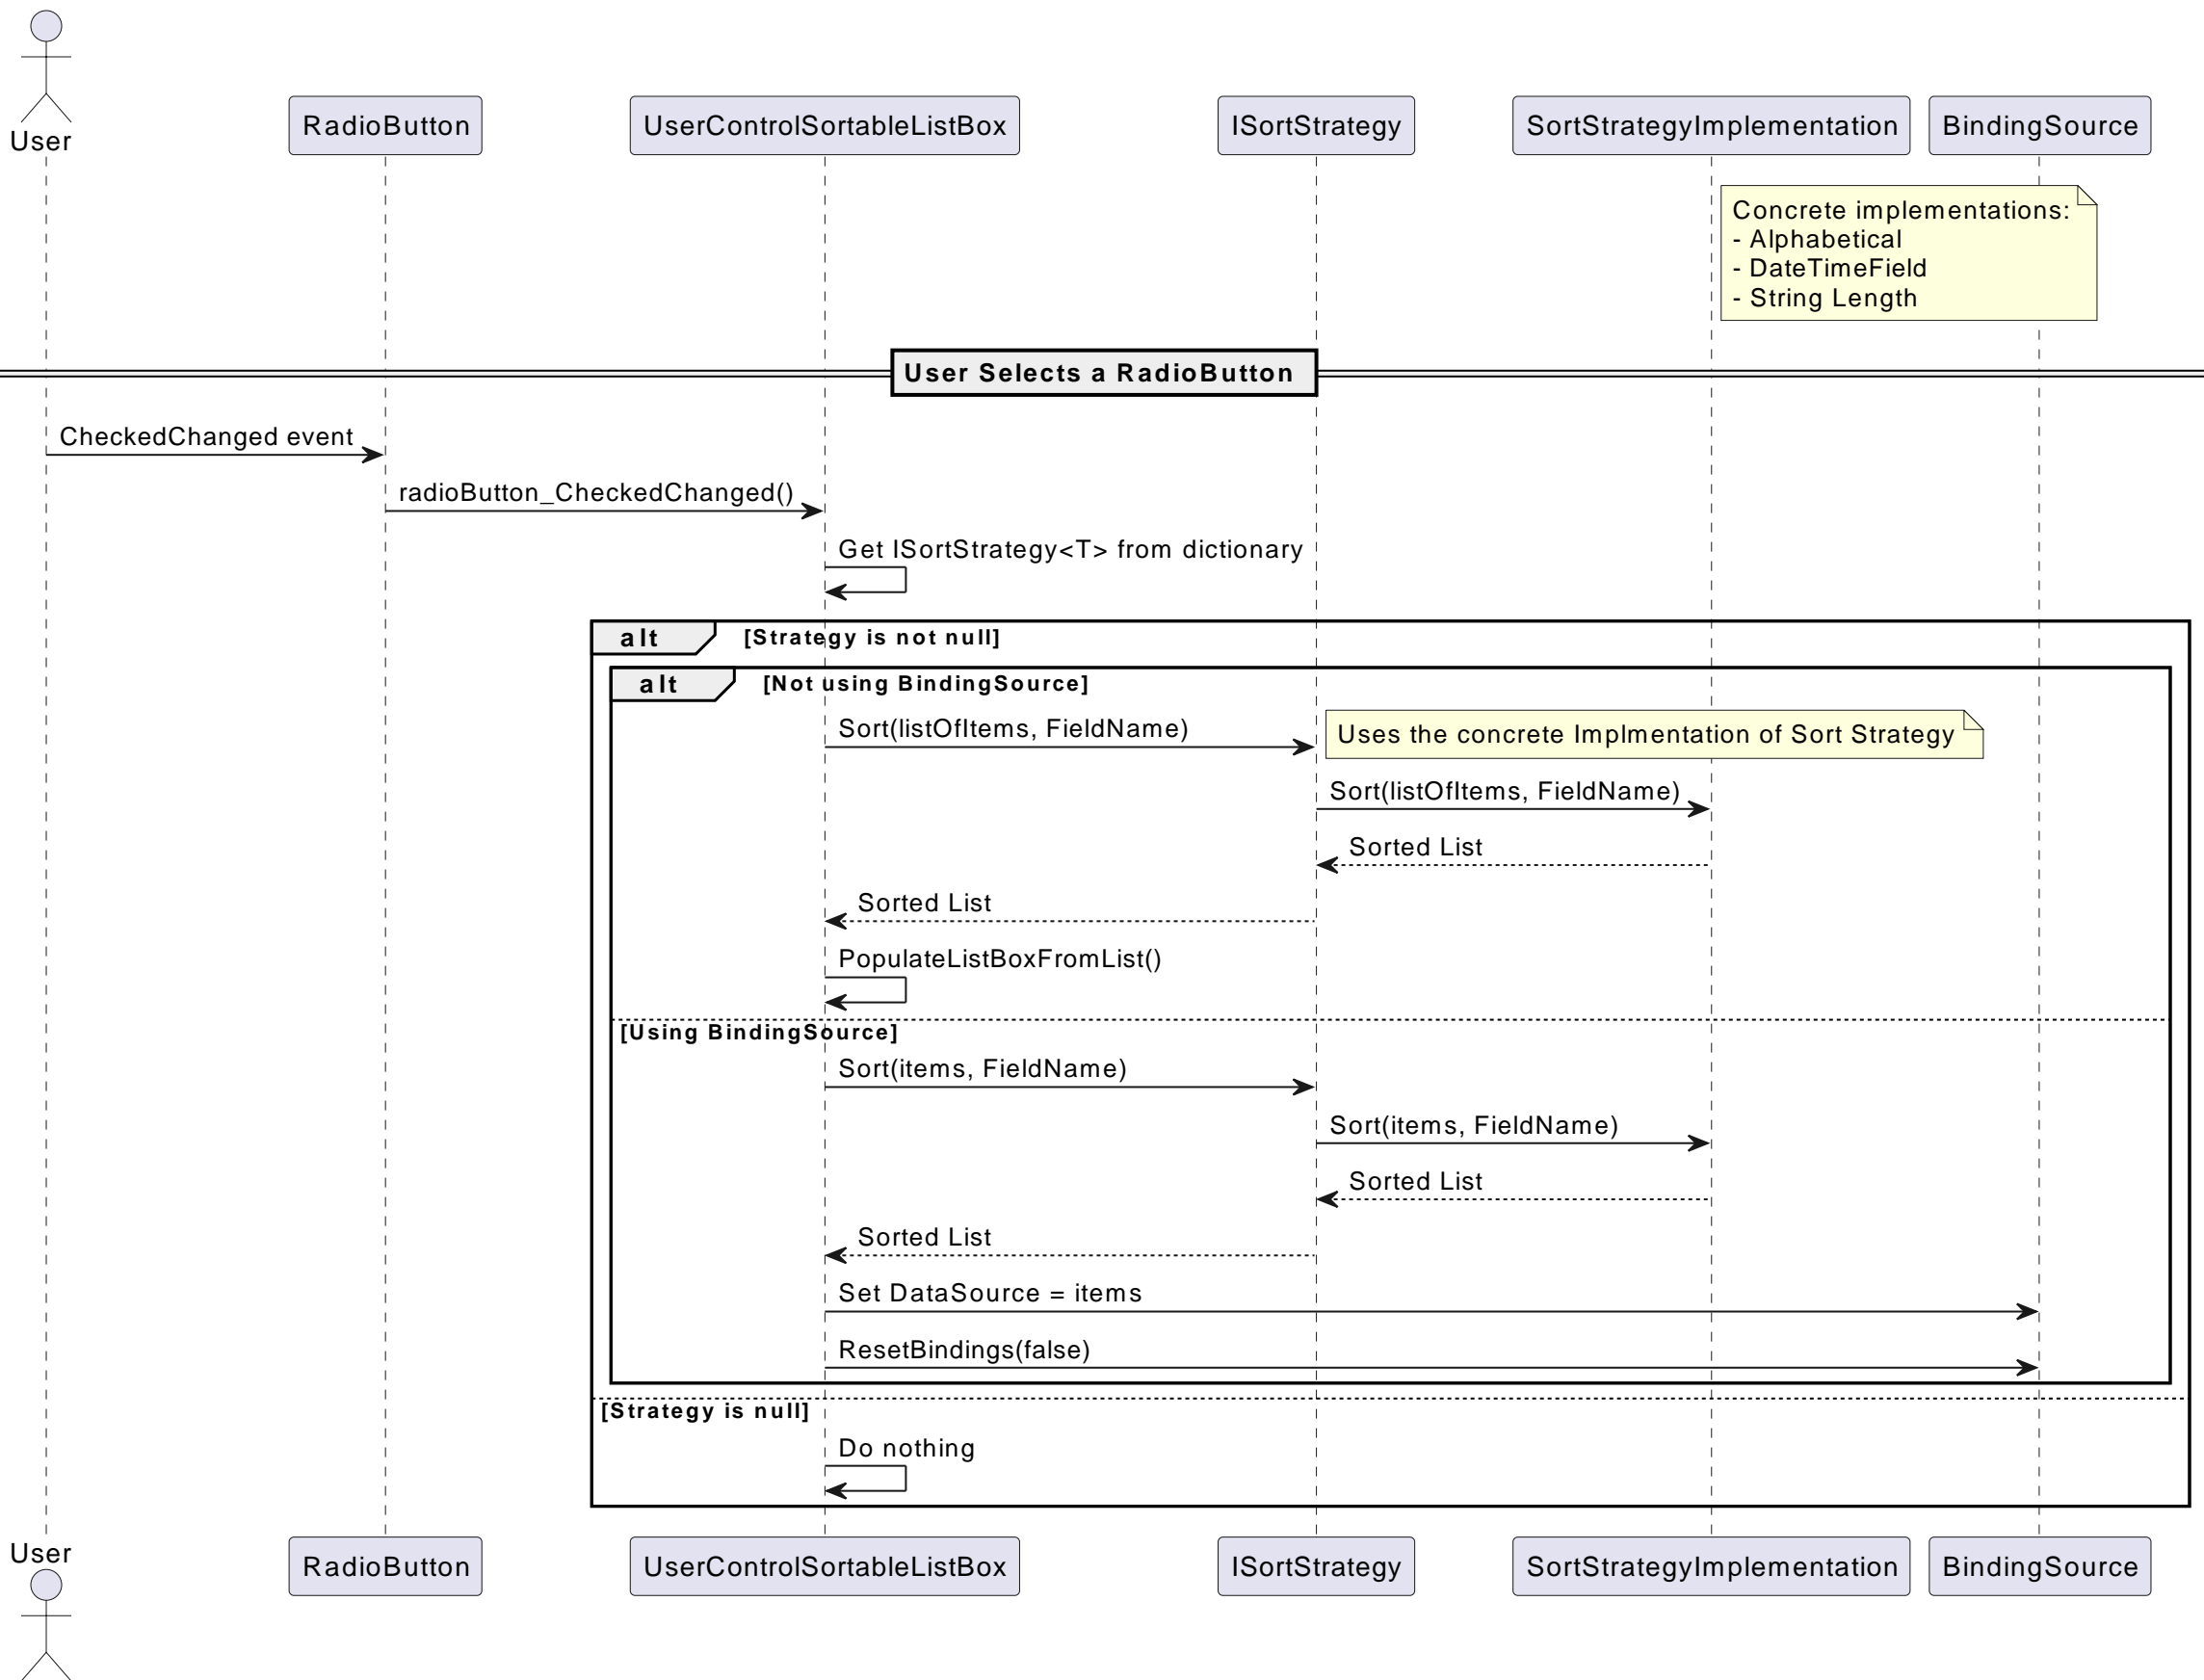 User
RadioButton
UserControlSortableListBox
ISortStrategy
SortStrategyImplementation
BindingSource
Concrete implementations:
- Alphabetical
- DateTimeField
- String Length
User Selects a RadioButton
CheckedChanged event
radioButton_CheckedChanged()
Get ISortStrategy<T> from dictionary
alt
[Strategy is not null]
alt
[Not using BindingSource]
Sort(listOfItems, FieldName)
Uses the concrete Implmentation of Sort Strategy
Sort(listOfItems, FieldName)
Sorted List
Sorted List
PopulateListBoxFromList()
[Using BindingSource]
Sort(items, FieldName)
Sort(items, FieldName)
Sorted List
Sorted List
Set DataSource = items
ResetBindings(false)
[Strategy is null]
Do nothing
User
RadioButton
UserControlSortableListBox
ISortStrategy
SortStrategyImplementation
BindingSource